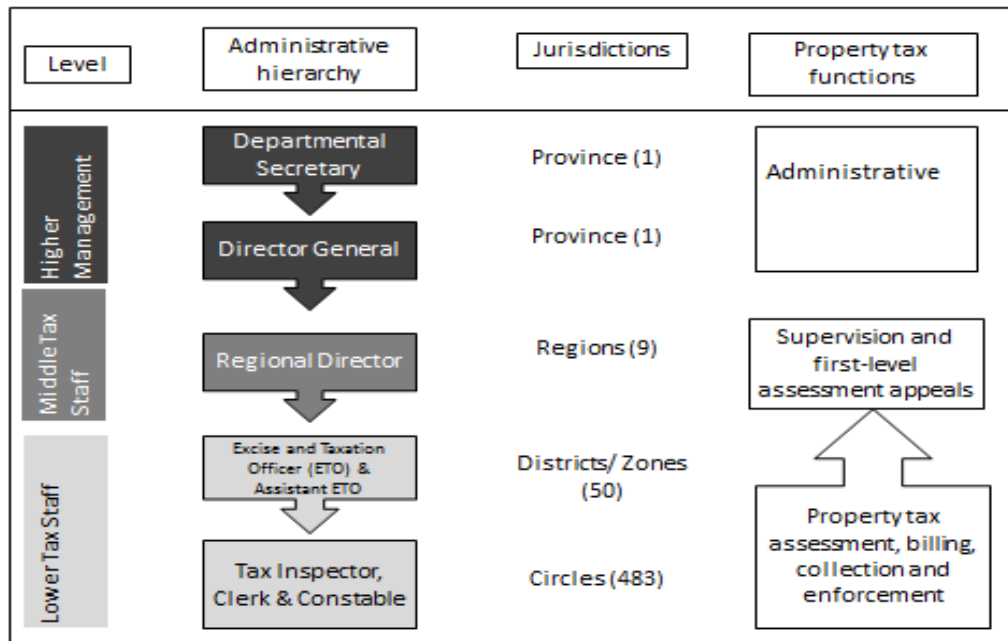 Level
Administrative
hierarchy
Jurisdictions
Property tax
functions
Higher
Management
Departmental
Secretary
Province (1)
Administrative
Director General
Province (1)
Middle Tax
Staff
Regional Director
Regions (9)
Supervision and
first-level
assessment appeals
Lower Tax Staff
Excise and Taxation
Officer (ETO) &
Assistant ETO
Districts/ Zones
(50)
Tax Inspector,
Clerk & Constable
Circles (483)
Property tax
assessment, billing,
collection and
enforcement